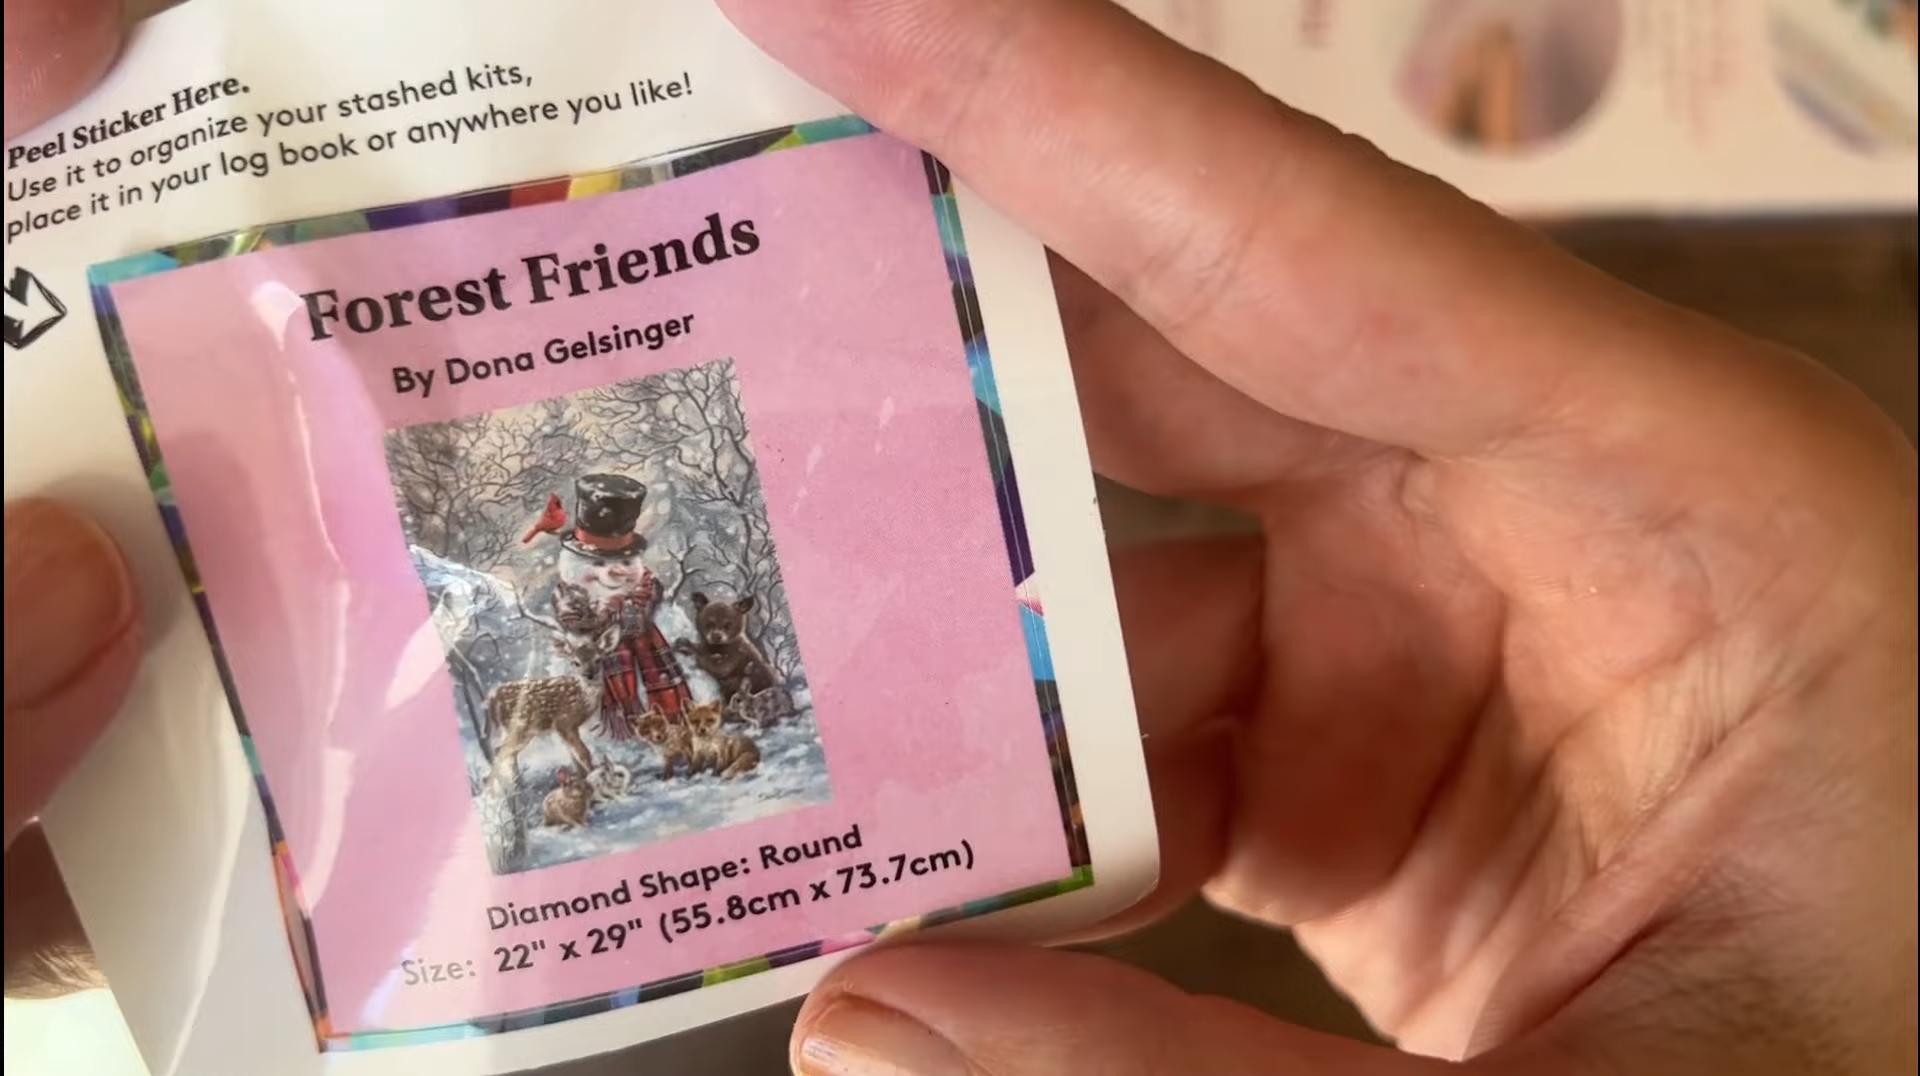 Peel Sticker Here.
Use it to organize your stashed kits,
place it in your log book or anywhere you like!
Forest Friends
By Dona Gelsinger
Diamond Shape: Round
Size: 22" x 29" (55.8cm x 73.7cm)